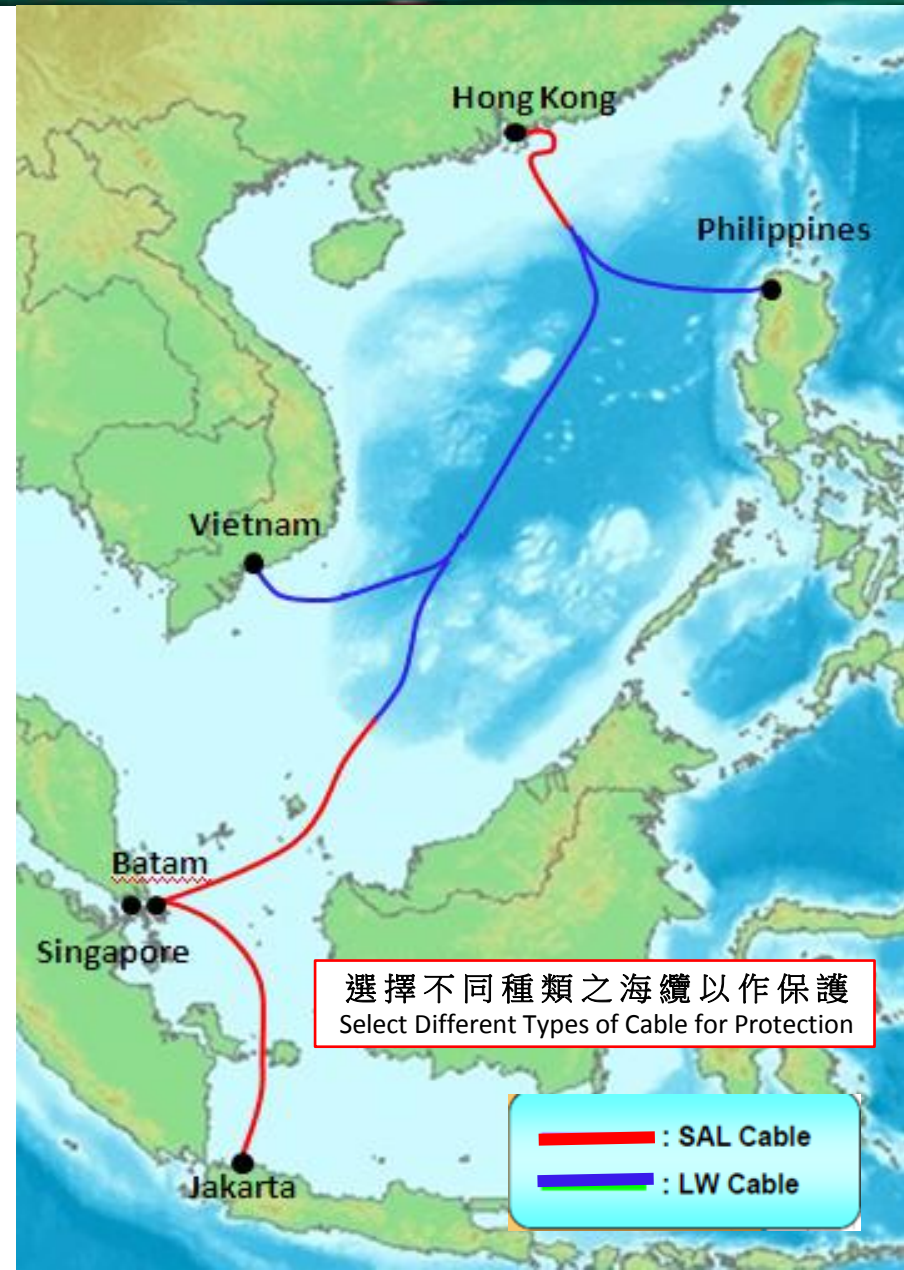 Hong Kong
Philippines
Vietnam
Batam
Singapore
選擇不同種類之海纜以作保護
Select Different Types of Cable for Protection
: SAL Cable
: LW Cable
Jakarta